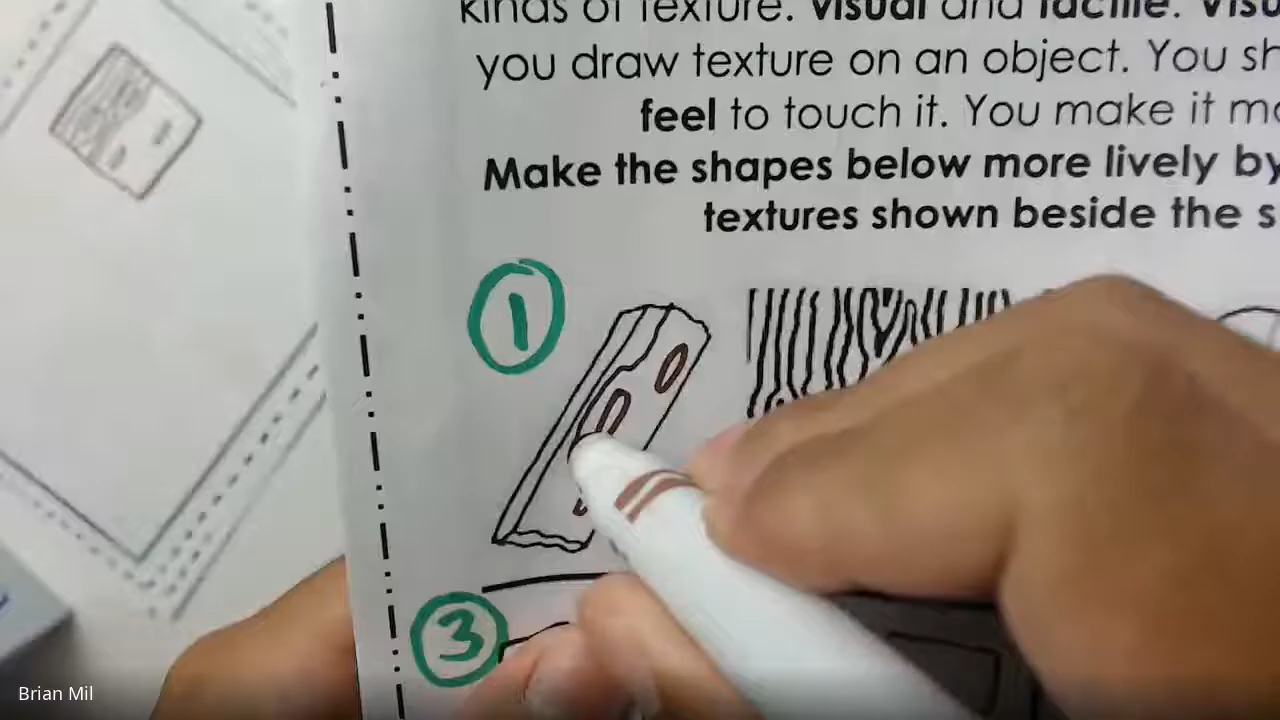 kinds of texture. visual and tactile. Visu
you draw texture on an object. You sh
feel to touch it. You make it mo
Make the shapes below more lively by
textures shown beside the s
1
3
Brian Mil